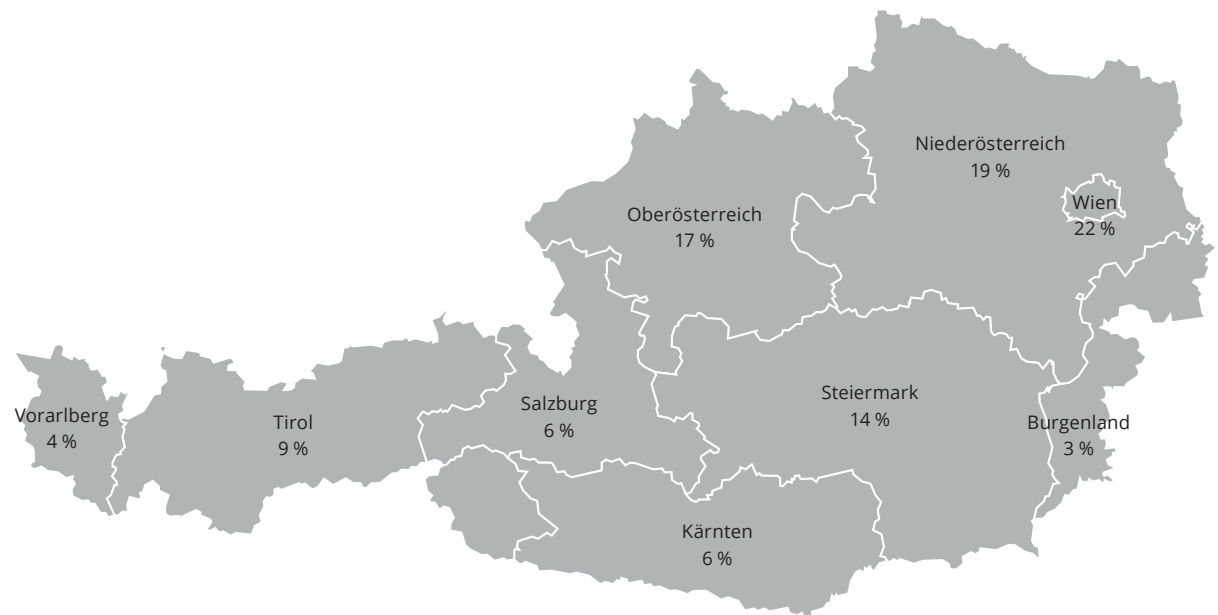 Niederösterreich
19 %
Wien
22 %
Oberösterreich
17 %
Steiermark
14 %
Salzburg
6 %
Vorarlberg
4 %
Tirol
9 %
Burgenland
3 %
Kärnten
6 %